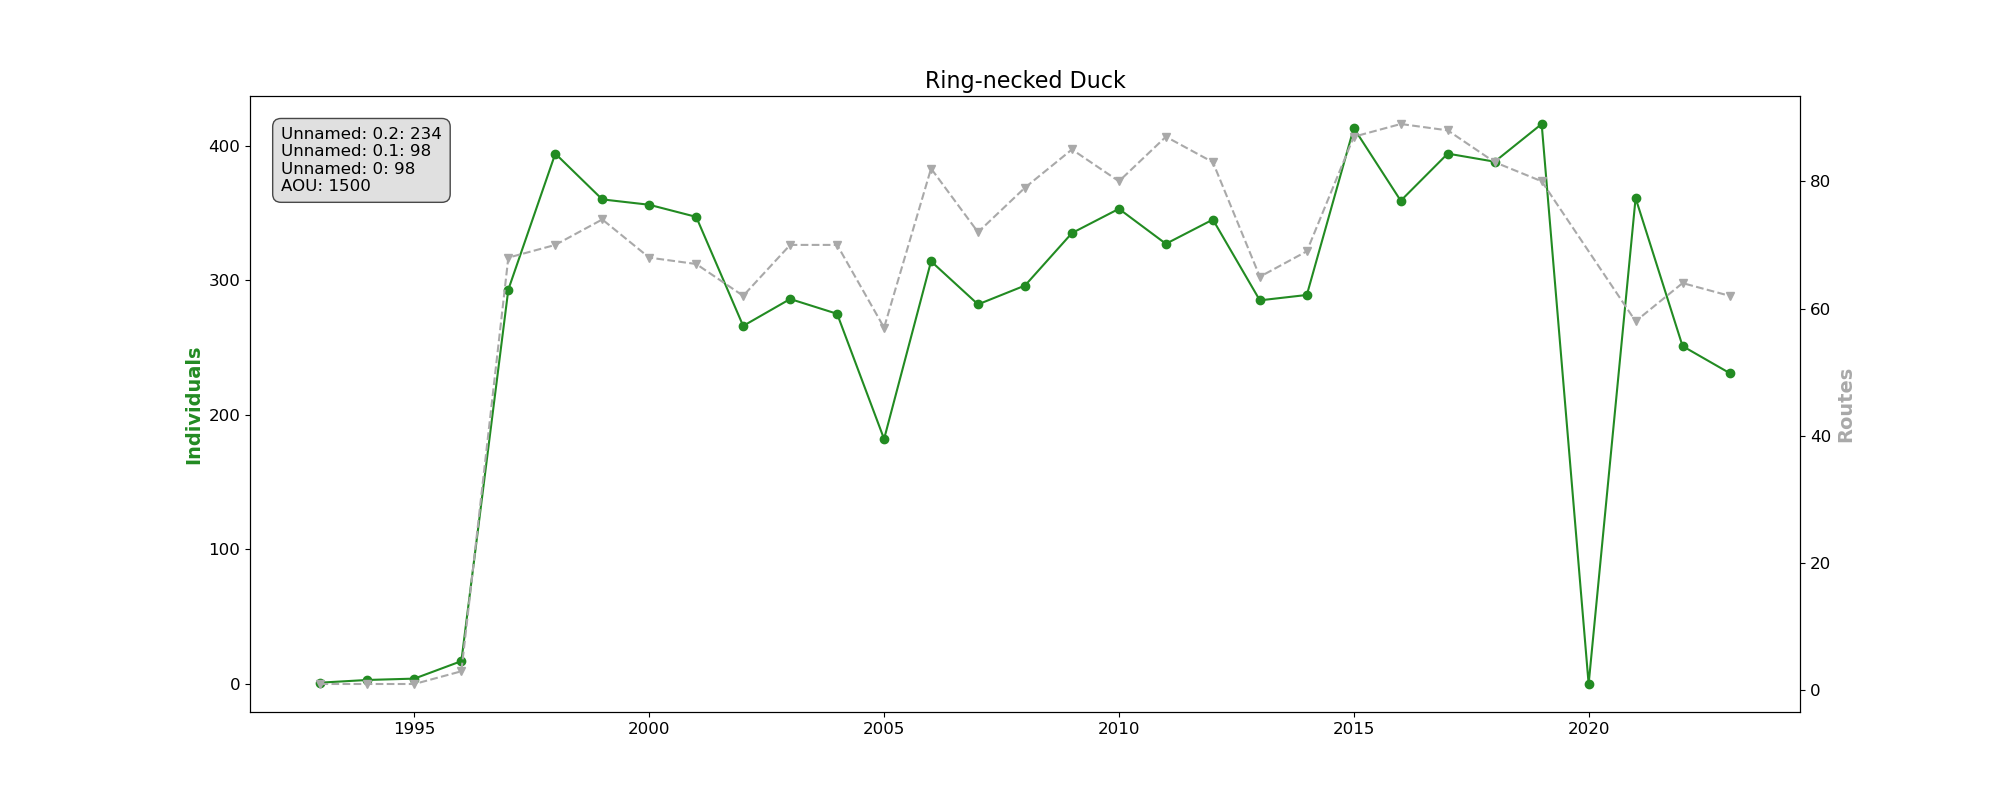 Ring-necked Duck
Unnamed: 0.2: 234
Unnamed: 0.1: 98
Unnamed: 0: 98
AOU: 1500
400
300
200
100
0
Individuals
80
60
40
20
0
Routes
1995
2000
2005
2010
2015
2020